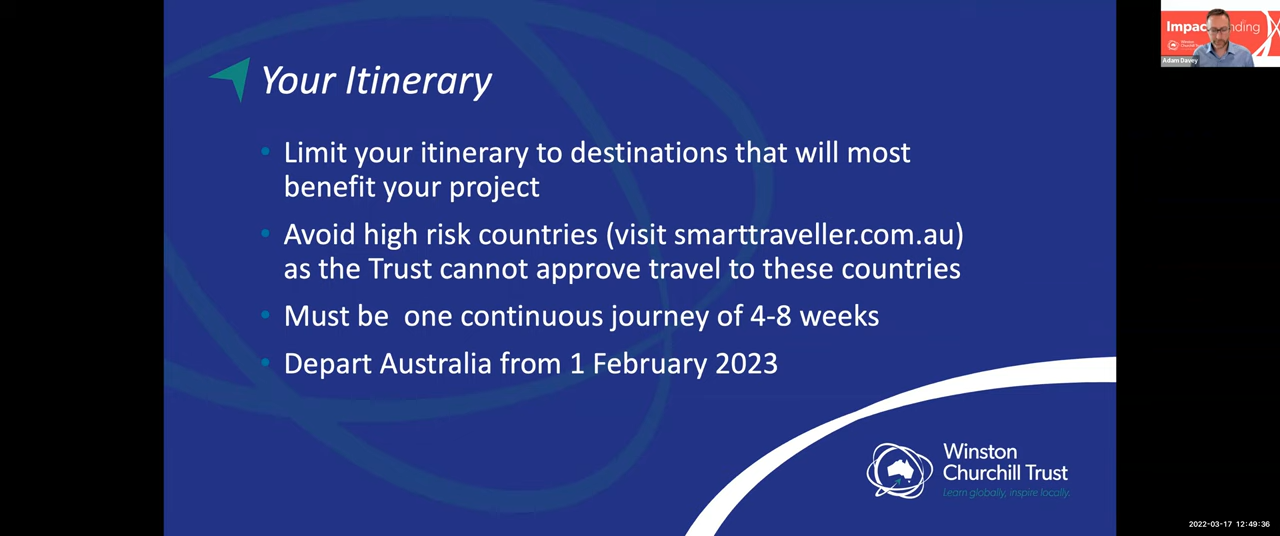 Your Itinerary
• Limit your itinerary to destinations that will most
benefit your project
• Avoid high risk countries (visit smarttraveller.com.au)
as the Trust cannot approve travel to these countries
• Must be one continuous journey of 4-8 weeks
• Depart Australia from 1 February 2023
Winston
Churchill Trust
Learn globally, inspire locally.
Adam Davey
2022-03-17 12:49:36